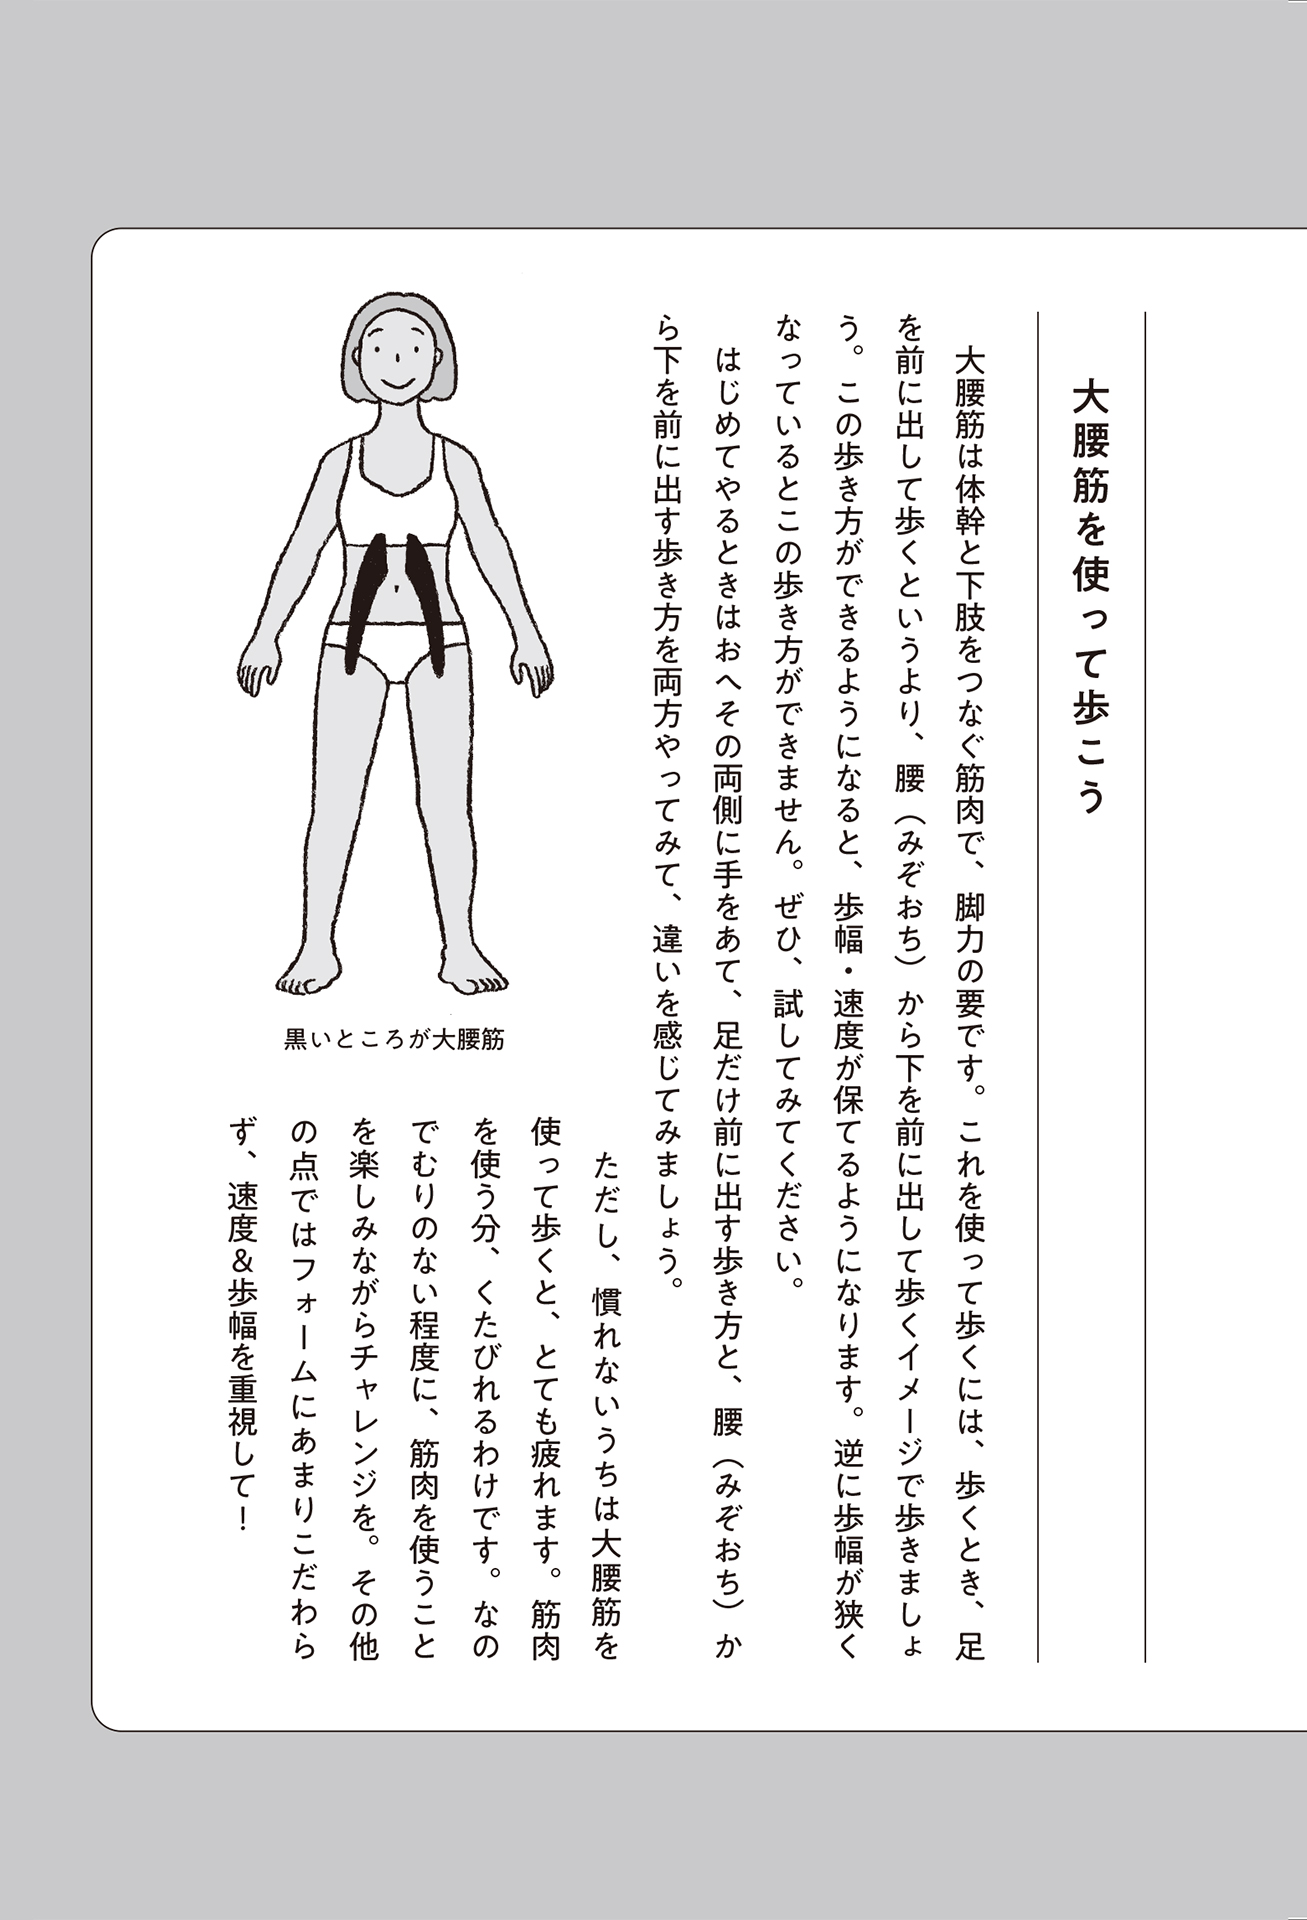 大腰筋を使って歩こう
大腰筋は体幹と下肢をつなぐ筋肉で、脚力の要です。これを使って歩くには、歩くとき、足
を前に出して歩くというより、腰（みぞおち）から下を前に出して歩くイメージで歩きましょ
う。この歩き方ができるようになると、歩幅・速度が保てるようになります。逆に歩幅が狭く
なっているとこの歩き方ができません。ぜひ、試してみてください。
はじめてやるときはおへその両側に手をあて、足だけ前に出す歩き方と、腰（みぞおち）か
ら下を前に出す歩き方を両方やってみて、違いを感じてみましょう。
ただし、慣れないうちは大腰筋を
使って歩くと、とても疲れます。筋肉
を使う分、くたびれるわけです。なの
でむりのない程度に、筋肉を使うこと
を楽しみながらチャレンジを。その他
の点ではフォームにあまりこだわら
ず、速度＆歩幅を重視して！
黒いところが大腰筋